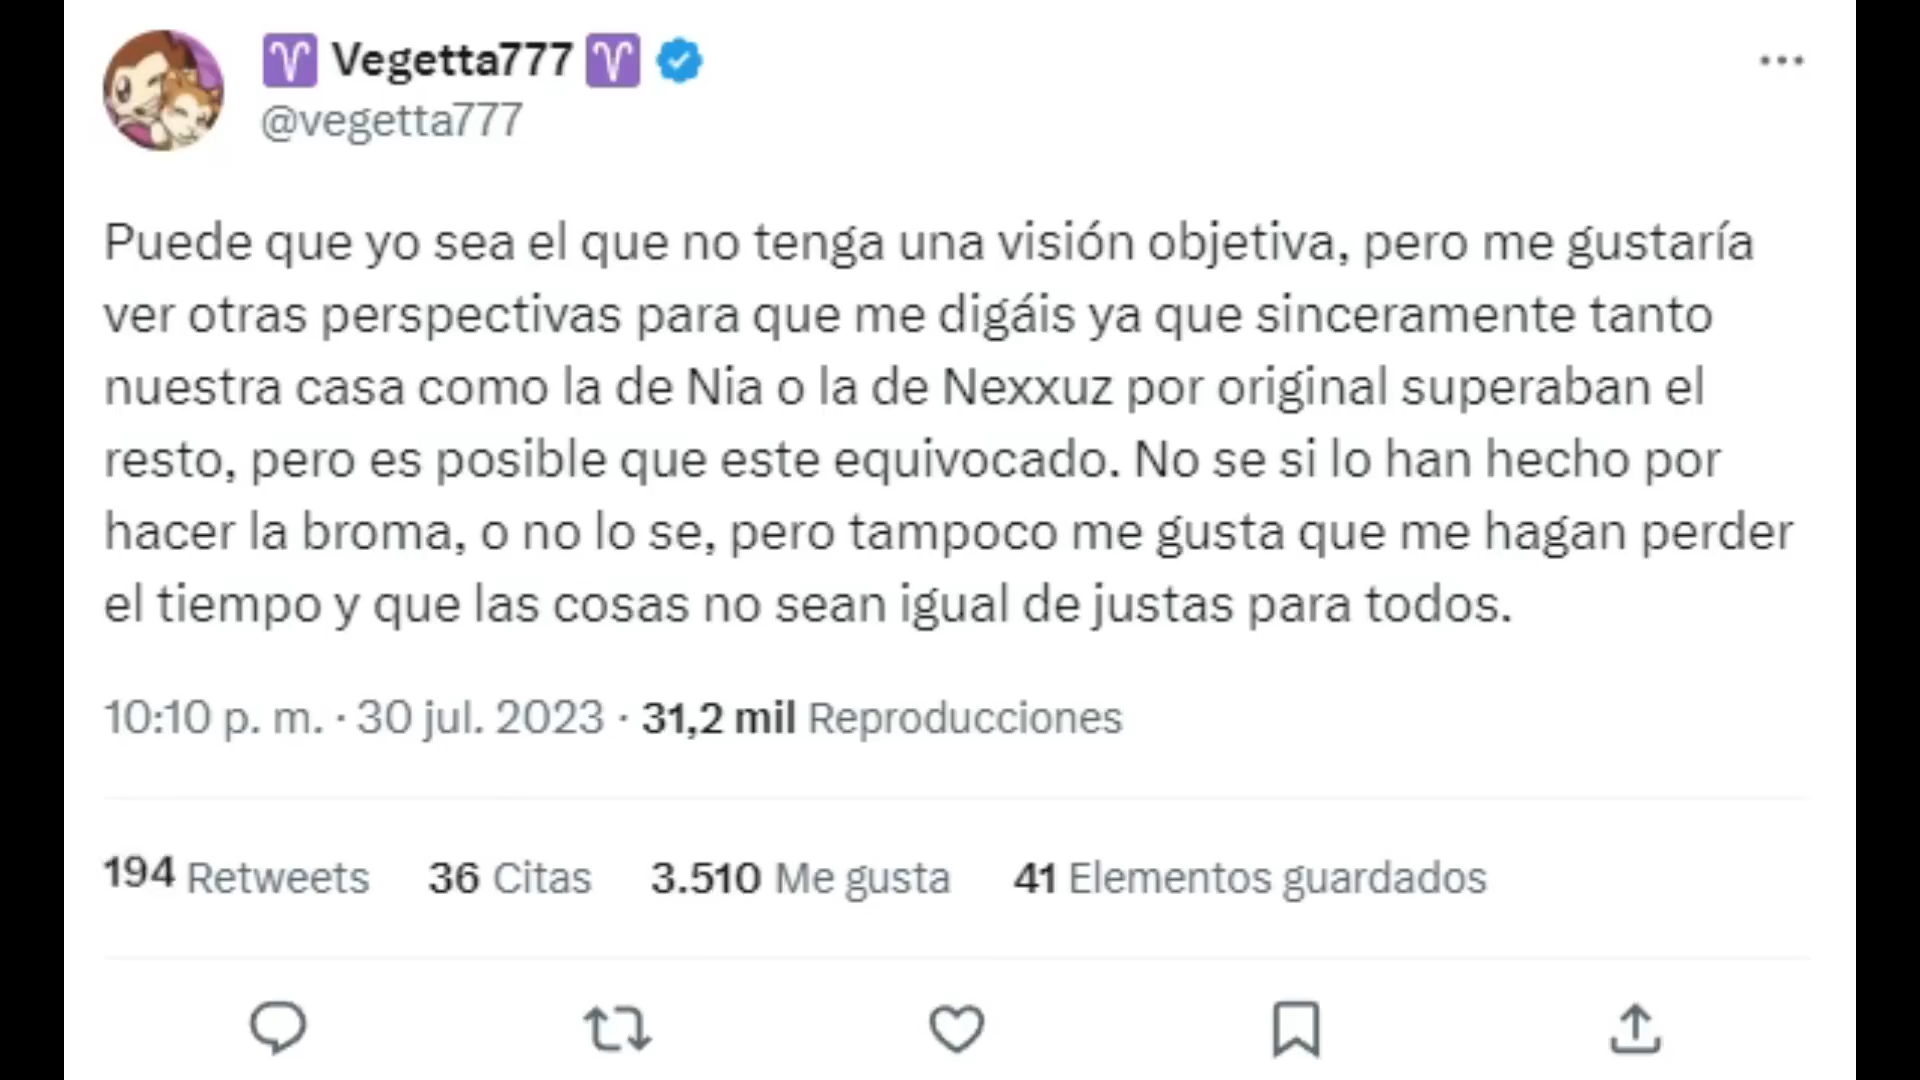 ♈ Vegetta777 ♈
@vegetta777
Puede que yo sea el que no tenga una visión objetiva, pero me gustaría
ver otras perspectivas para que me digáis ya que sinceramente tanto
nuestra casa como la de Nia o la de Nexxuz por original superaban el
resto, pero es posible que este equivocado. No se si lo han hecho por
hacer la broma, o no lo se, pero tampoco me gusta que me hagan perder
el tiempo y que las cosas no sean igual de justas para todos.
10:10 p. m. · 30 jul. 2023 · 31,2 mil Reproducciones
194 Retweets 36 Citas 3.510 Me gusta 41 Elementos guardados